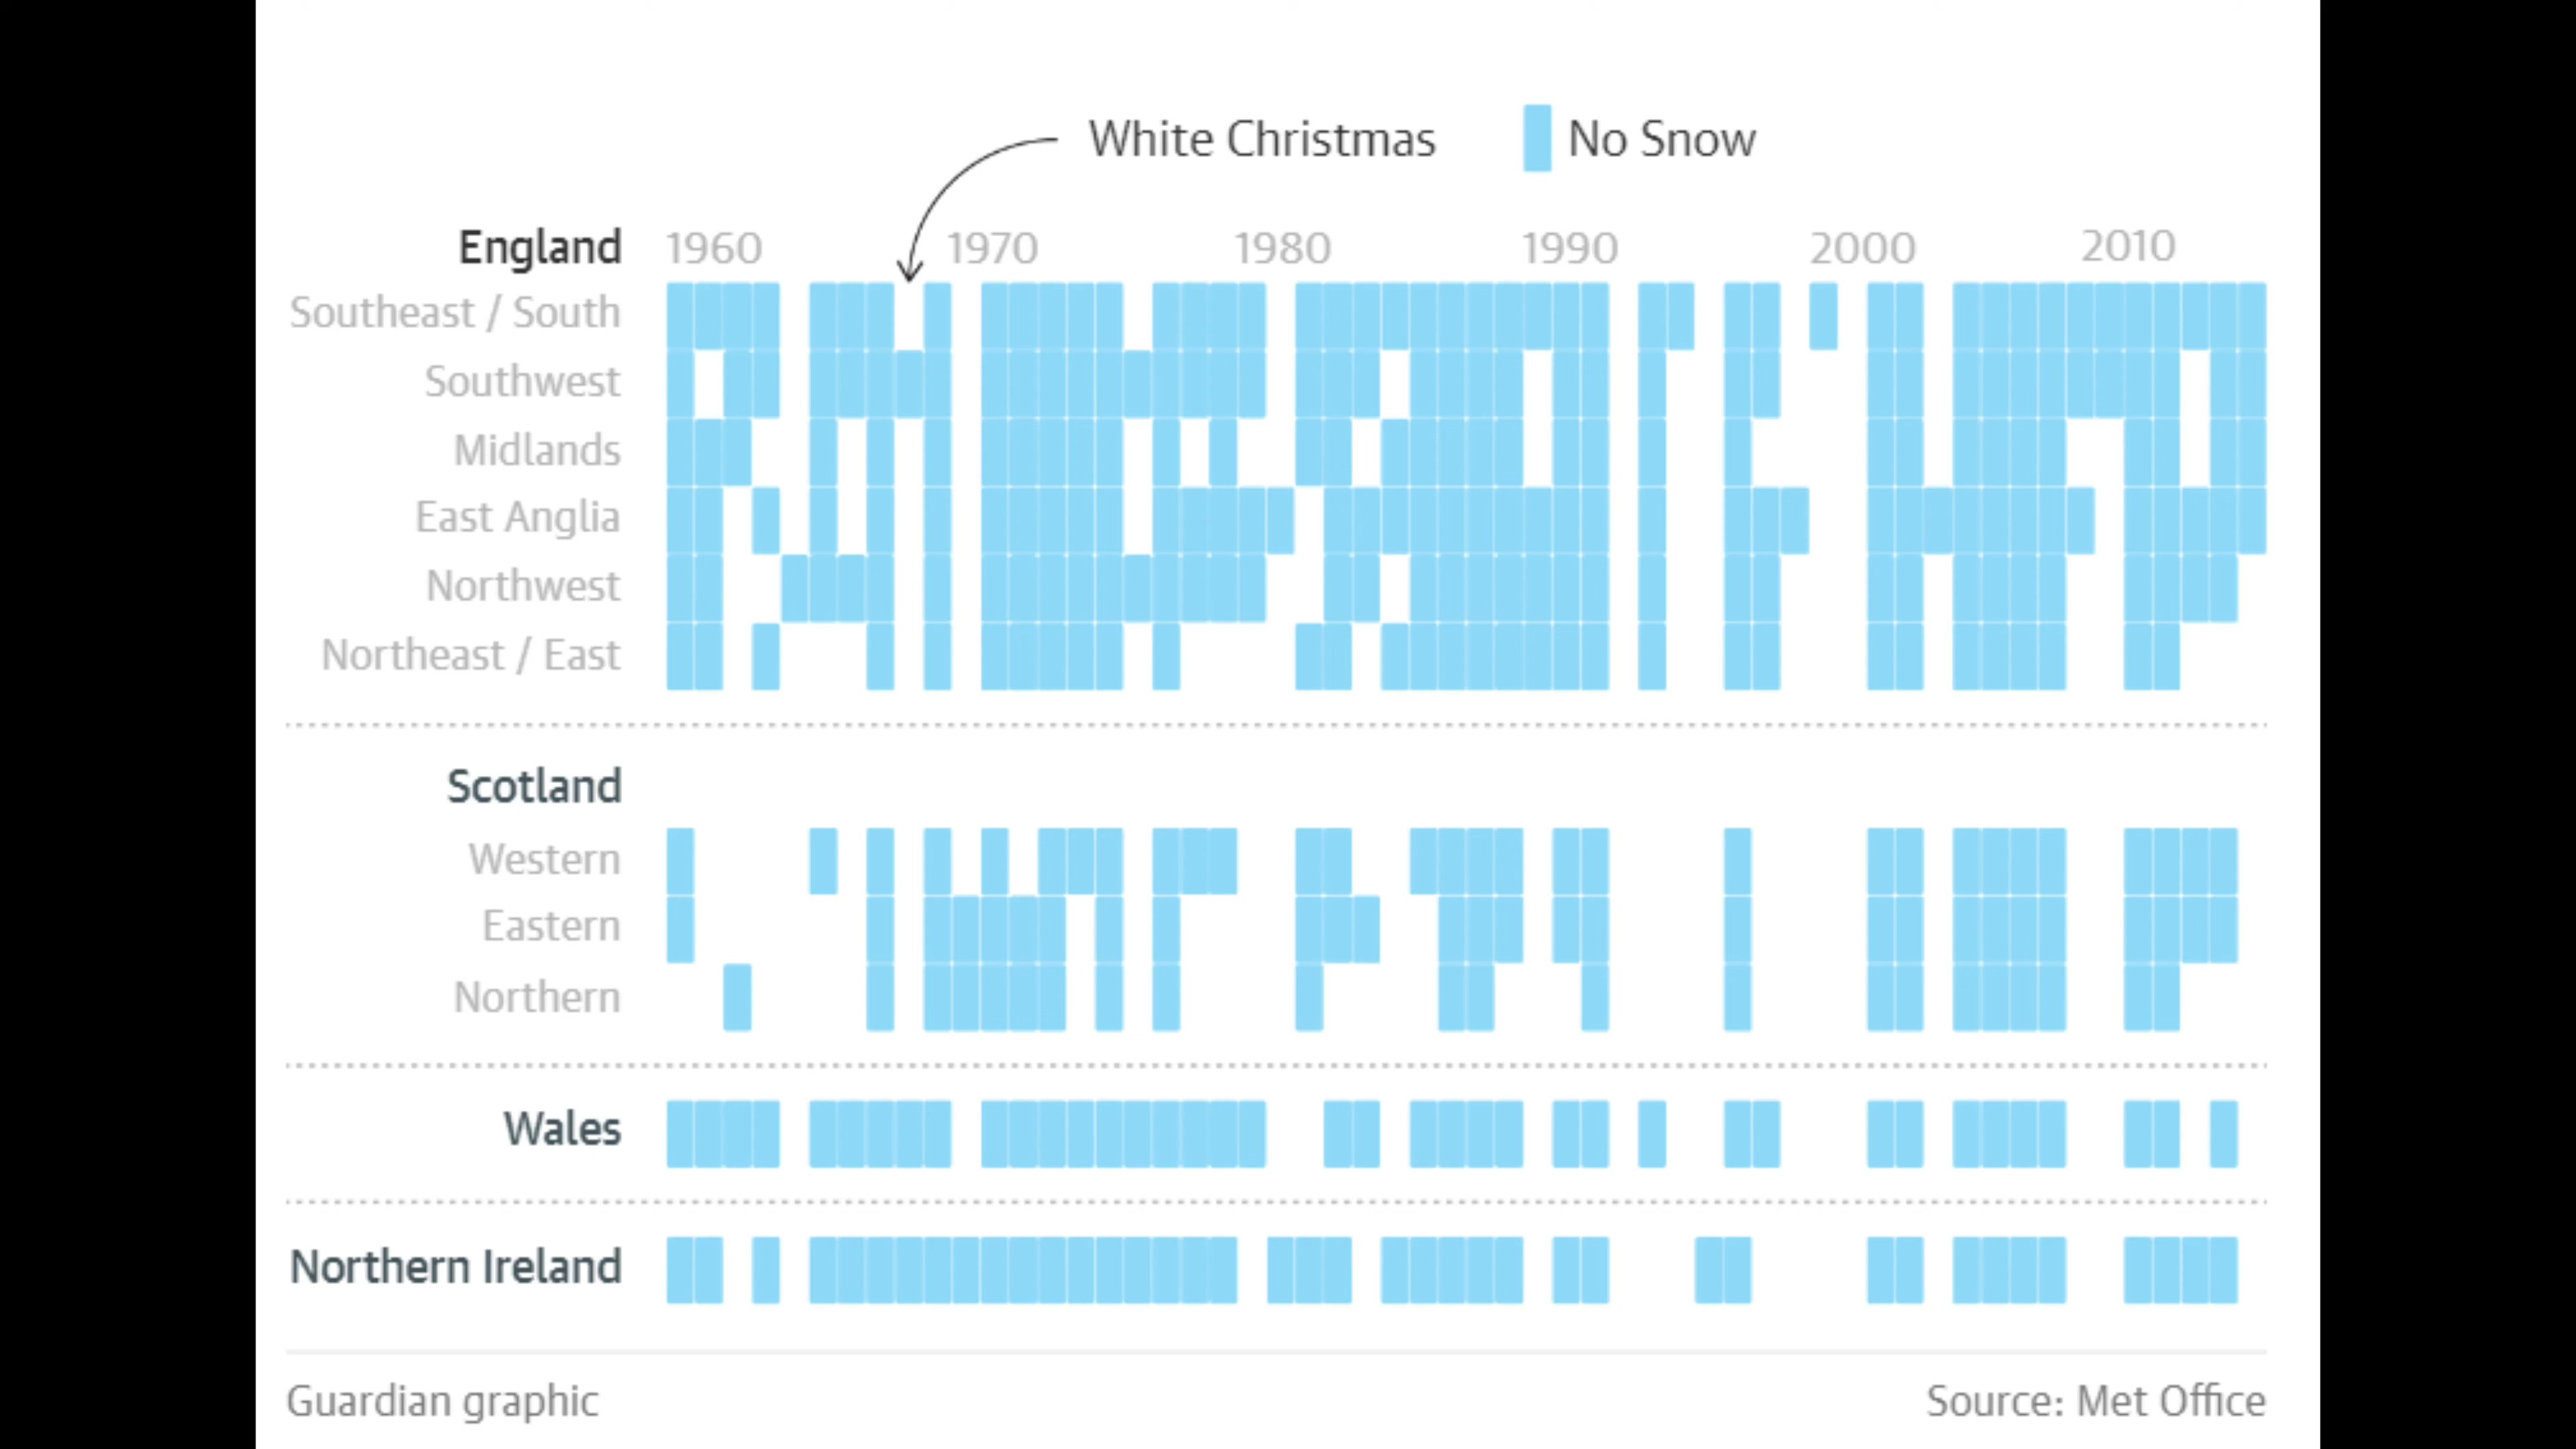 White Christmas No Snow
England 1960 1970 1980 1990 2000 2010
Southeast / South
Southwest
Midlands
East Anglia
Northwest
Northeast / East
Scotland
Western
Eastern
Northern
Wales
Northern Ireland
Guardian graphic Source: Met Office